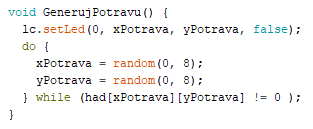 void GenerujPotravu() {
  lc.setLed(0, xPotrava, yPotrava, false);
  do {
    xPotrava = random(0, 8);
    yPotrava = random(0, 8);
  } while (had[xPotrava][yPotrava] != 0 );
}